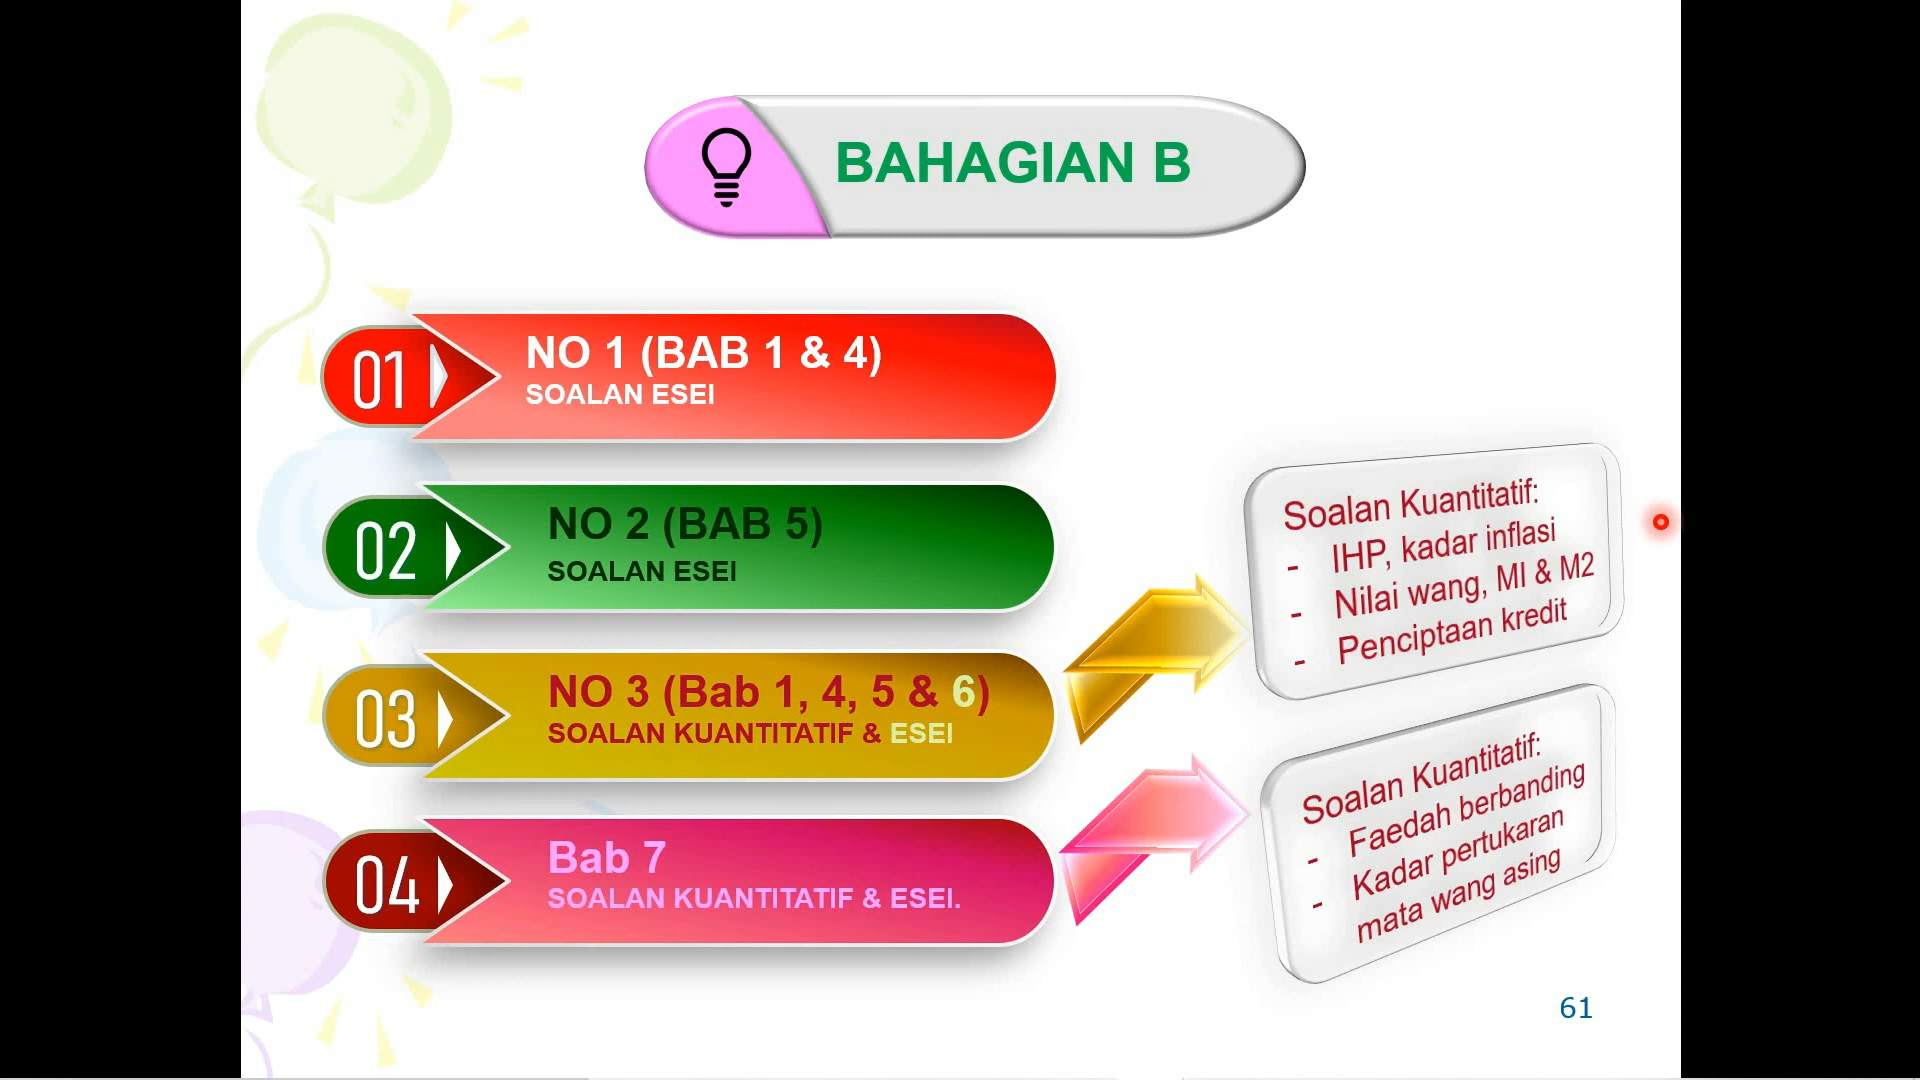 BAHAGIAN B
01
NO 1 (BAB 1 & 4)
SOALAN ESEI
02
NO 2 (BAB 5)
SOALAN ESEI
03
NO 3 (Bab 1, 4, 5 & 6)
SOALAN KUANTITATIF & ESEI
Soalan Kuantitatif:
- IHP, kadar inflasi
- Nilai wang, MI & M2
- Penciptaan kredit
04
Bab 7
SOALAN KUANTITATIF & ESEI.
Soalan Kuantitatif:
- Faedah berbanding
- Kadar pertukaran
mata wang asing
61